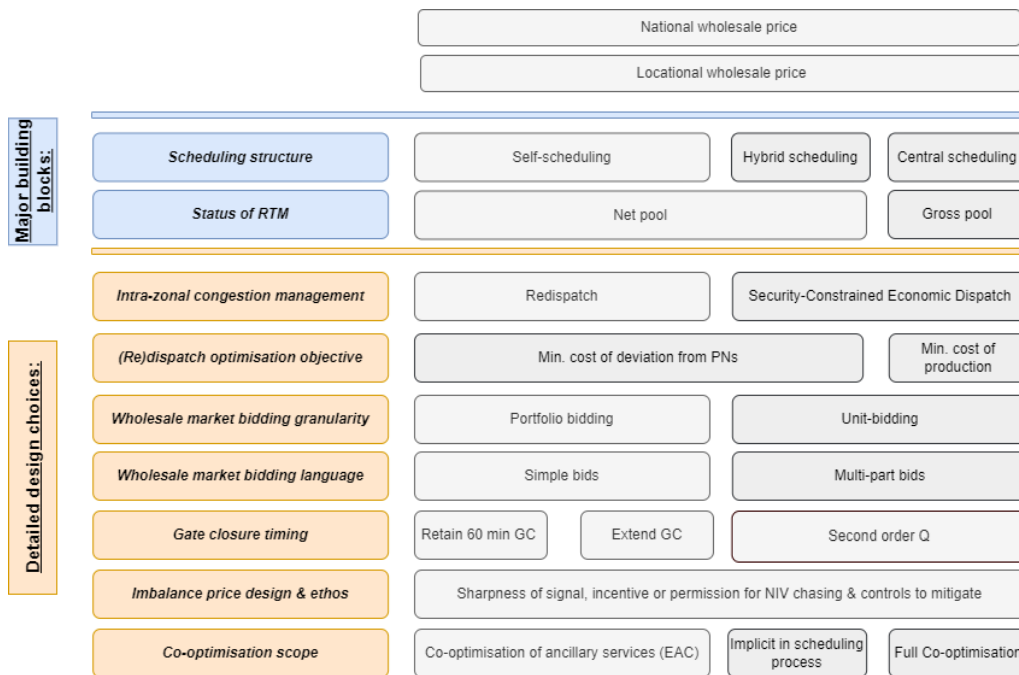 National wholesale price
Locational wholesale price
Major building
blocks:
Scheduling structure
Self-scheduling
Hybrid scheduling
Central scheduling
Status of RTM
Net pool
Gross pool
Detailed design choices:
Intra-zonal congestion management
Redispatch
Security-Constrained Economic Dispatch
(Re)dispatch optimisation objective
Min. cost of deviation from PNs
Min. cost of
production
Wholesale market bidding granularity
Portfolio bidding
Unit-bidding
Wholesale market bidding language
Simple bids
Multi-part bids
Gate closure timing
Retain 60 min GC
Extend GC
Second order Q
Imbalance price design & ethos
Sharpness of signal, incentive or permission for NIV chasing & controls to mitigate
Co-optimisation scope
Co-optimisation of ancillary services (EAC)
Implicit in scheduling
process
Full Co-optimisation